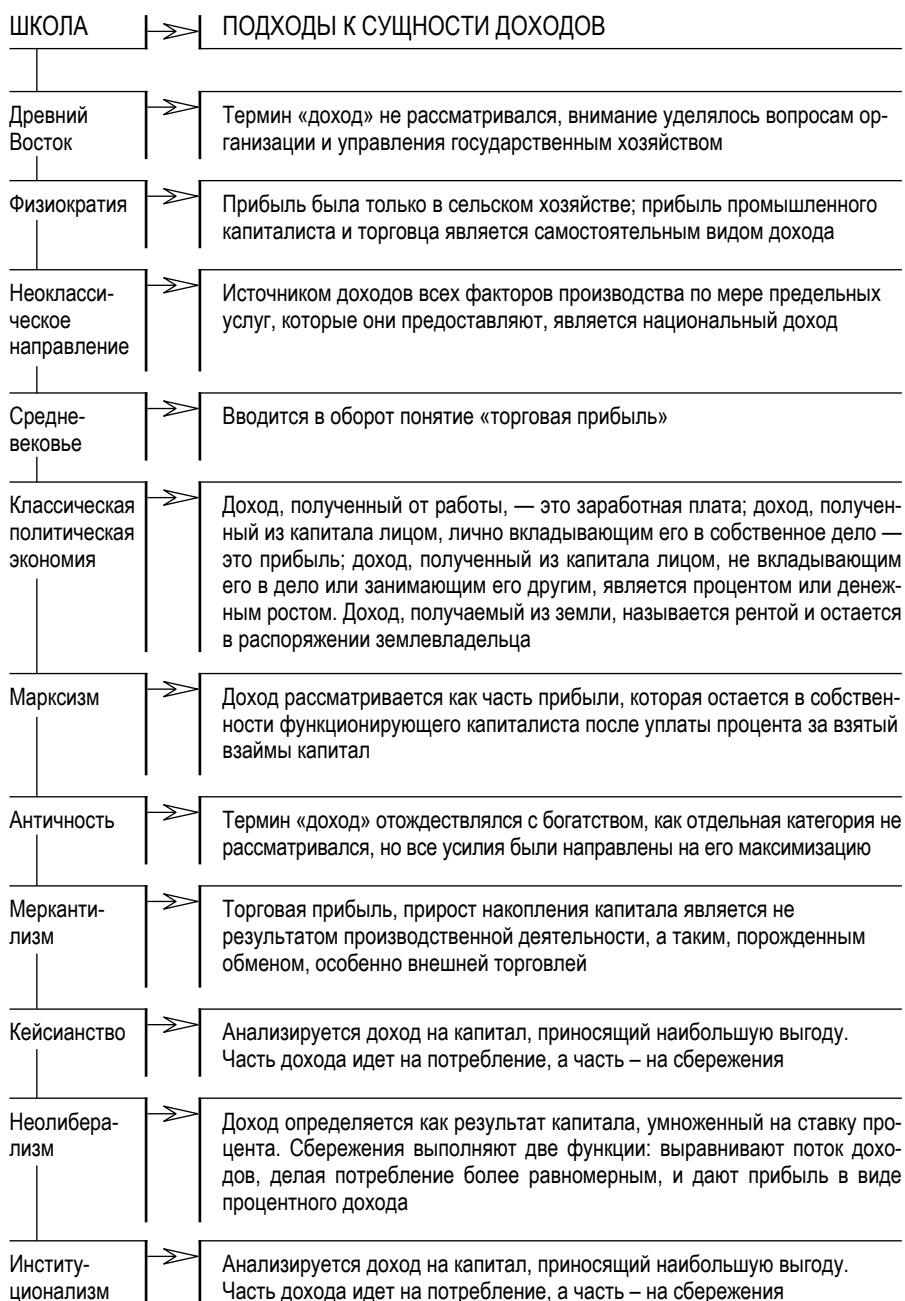 ШКОЛА
ПОДХОДЫ К СУЩНОСТИ ДОХОДОВ
Древний
Восток
Термин «доход» не рассматривался, внимание уделялось вопросам ор-
ганизации и управления государственным хозяйством
Физиократия
Прибыль была только в сельском хозяйстве; прибыль промышленного
капиталиста и торговца является самостоятельным видом дохода
Неокласси-
ческое
направление
Источником доходов всех факторов производства по мере предельных
услуг, которые они предоставляют, является национальный доход
Средне-
вековье
Вводится в оборот понятие «торговая прибыль»
Классическая
политическая
экономия
Доход, полученный от работы, — это заработная плата; доход, получен-
ный из капитала лицом, лично вкладывающим его в собственное дело —
это прибыль; доход, полученный из капитала лицом, не вкладывающим
его в дело или занимающим его другим, является процентом или денеж-
ным ростом. Доход, получаемый из земли, называется рентой и остается
в распоряжении землевладельца
Марксизм
Доход рассматривается как часть прибыли, которая остается в собствен-
ности функционирующего капиталиста после уплаты процента за взятый
взаймы капитал
Античность
Термин «доход» отождествлялся с богатством, как отдельная категория не
рассматривался, но все усилия были направлены на его максимизацию
Мерканти-
лизм
Торговая прибыль, прирост накопления капитала является не
результатом производственной деятельности, а таким, порожденным
обменом, особенно внешней торговлей
Кейсианство
Анализируется доход на капитал, приносящий наибольшую выгоду.
Часть дохода идет на потребление, а часть – на сбережения
Неолибера-
лизм
Доход определяется как результат капитала, умноженный на ставку про-
цента. Сбережения выполняют две функции: выравнивают поток дохо-
дов, делая потребление более равномерным, и дают прибыль в виде
процентного дохода
Институ-
ционализм
Анализируется доход на капитал, приносящий наибольшую выгоду.
Часть дохода идет на потребление, а часть – на сбережения